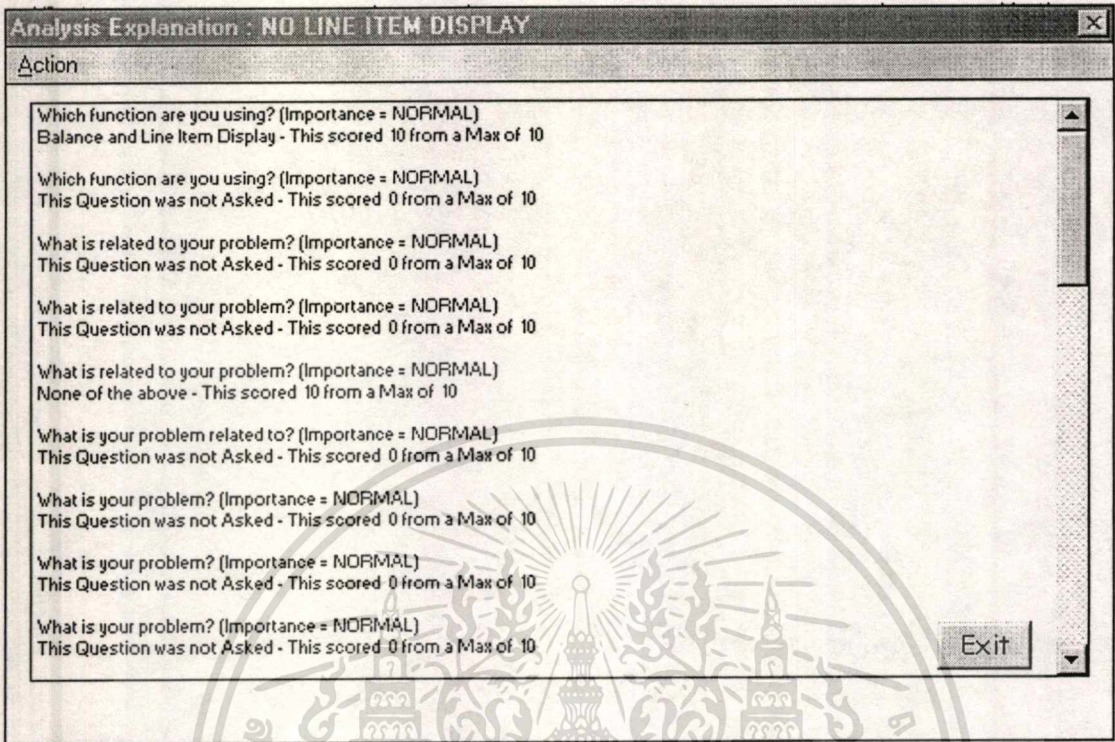 Analysis Explanation : NO LINE ITEM DISPLAY
Action
Which function are you using? (Importance = NORMAL)
Balance and Line Item Display - This scored 10 from a Max of 10
Which function are you using? (Importance = NORMAL)
This Question was not Asked - This scored 0 from a Max of 10
What is related to your problem? (Importance = NORMAL)
This Question was not Asked - This scored 0 from a Max of 10
What is related to your problem? (Importance = NORMAL)
This Question was not Asked - This scored 0 from a Max of 10
What is related to your problem? (Importance = NORMAL)
None of the above - This scored 10 from a Max of 10
What is your problem related to? (Importance = NORMAL)
This Question was not Asked - This scored 0 from a Max of 10
What is your problem? (Importance = NORMAL)
This Question was not Asked - This scored 0 from a Max of 10
What is your problem? (Importance = NORMAL)
This Question was not Asked - This scored 0 from a Max of 10
What is your problem? (Importance = NORMAL)
This Question was not Asked - This scored 0 from a Max of 10
Exit